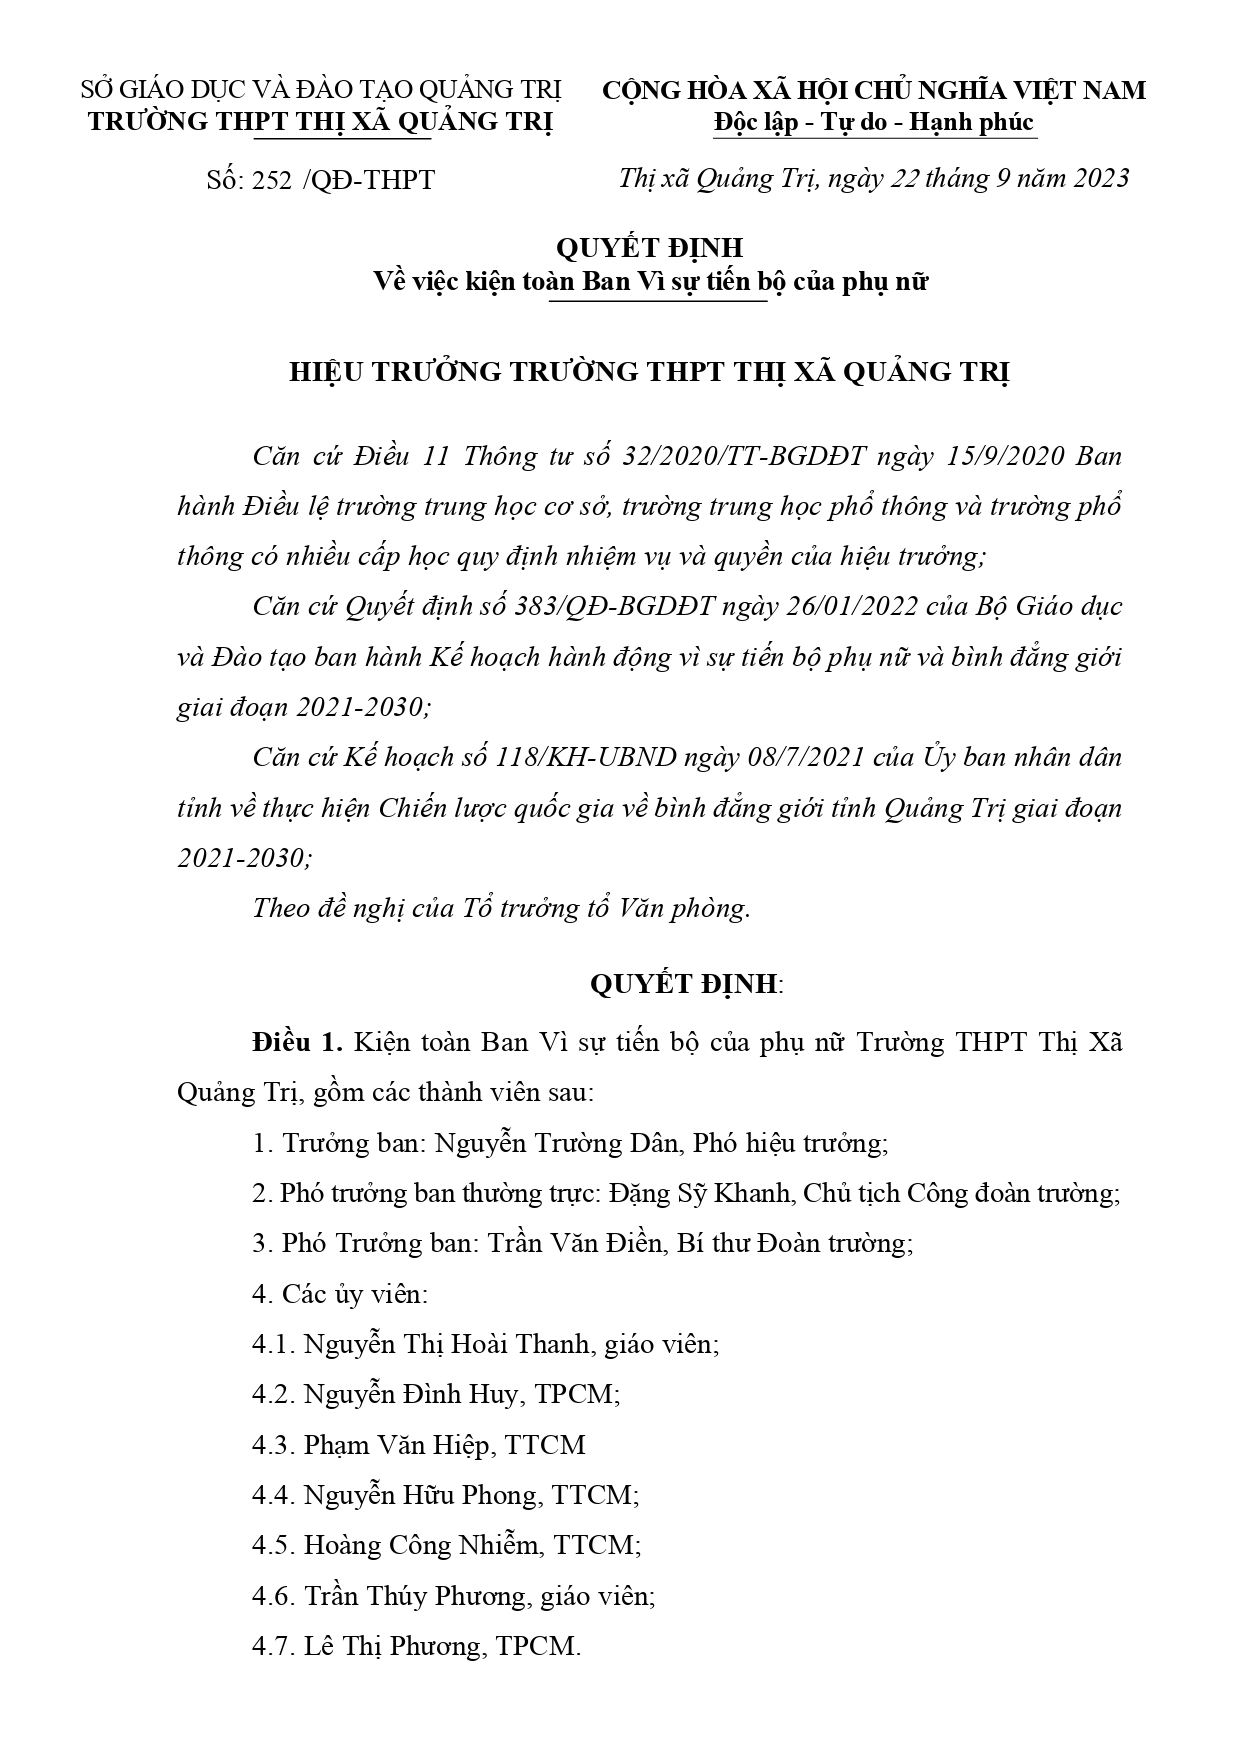 SỞ GIÁO DỤC VÀ ĐÀO TẠO QUẢNG TRỊ
TRƯỜNG THPT THỊ XÃ QUẢNG TRỊ
Số: 252 /QĐ-THPT
CỘNG HÒA XÃ HỘI CHỦ NGHĨA VIỆT NAM
Độc lập - Tự do - Hạnh phúc
Thị xã Quảng Trị, ngày 22 tháng 9 năm 2023
QUYẾT ĐỊNH
Về việc kiện toàn Ban Vì sự tiến bộ của phụ nữ
HIỆU TRƯỞNG TRƯỜNG THPT THỊ XÃ QUẢNG TRỊ
Căn cứ Điều 11 Thông tư số 32/2020/TT-BGDĐT ngày 15/9/2020 Ban
hành Điều lệ trường trung học cơ sở, trường trung học phổ thông và trường phổ
thông có nhiều cấp học quy định nhiệm vụ và quyền của hiệu trưởng;
Căn cứ Quyết định số 383/QĐ-BGDĐT ngày 26/01/2022 của Bộ Giáo dục
và Đào tạo ban hành Kế hoạch hành động vì sự tiến bộ phụ nữ và bình đẳng giới
giai đoạn 2021-2030;
Căn cứ Kế hoạch số 118/KH-UBND ngày 08/7/2021 của Ủy ban nhân dân
tỉnh về thực hiện Chiến lược quốc gia về bình đẳng giới tỉnh Quảng Trị giai đoạn
2021-2030;
Theo đề nghị của Tổ trưởng tổ Văn phòng.
QUYẾT ĐỊNH:
Điều 1. Kiện toàn Ban Vì sự tiến bộ của phụ nữ Trường THPT Thị Xã
Quảng Trị, gồm các thành viên sau:
1. Trưởng ban: Nguyễn Trường Dân, Phó hiệu trưởng;
2. Phó trưởng ban thường trực: Đặng Sỹ Khanh, Chủ tịch Công đoàn trường;
3. Phó Trưởng ban: Trần Văn Điền, Bí thư Đoàn trường;
4. Các ủy viên:
4.1. Nguyễn Thị Hoài Thanh, giáo viên;
4.2. Nguyễn Đình Huy, TPCM;
4.3. Phạm Văn Hiệp, TTCM
4.4. Nguyễn Hữu Phong, TTCM;
4.5. Hoàng Công Nhiễm, TTCM;
4.6. Trần Thúy Phương, giáo viên;
4.7. Lê Thị Phương, TPCM.